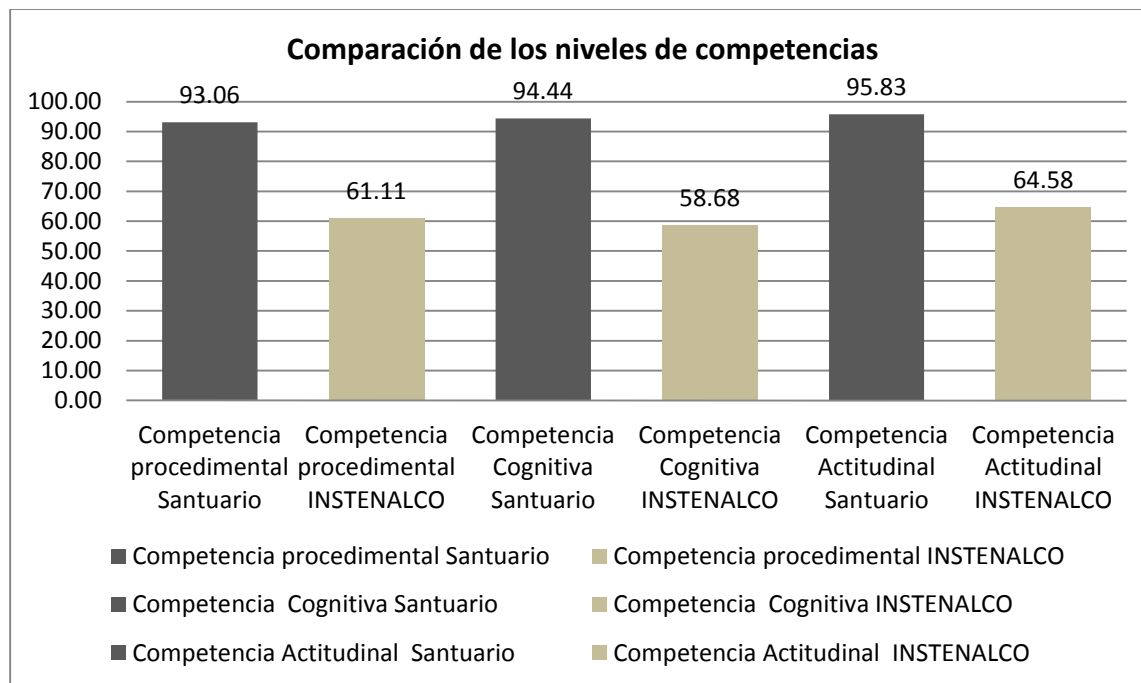 Comparación de los niveles de competencias
93.06
94.44
95.83
100.00
90.00
80.00
70.00
60.00
50.00
40.00
30.00
20.00
10.00
0.00
61.11
58.68
64.58
Competencia procedimental Santuario
Competencia procedimental INSTENALCO
Competencia Cognitiva Santuario
Competencia Cognitiva INSTENALCO
Competencia Actitudinal Santuario
Competencia Actitudinal INSTENALCO
Competencia procedimental Santuario
Competencia procedimental INSTENALCO
Competencia  Cognitiva Santuario
Competencia  Cognitiva INSTENALCO
Competencia Actitudinal  Santuario
Competencia Actitudinal  INSTENALCO